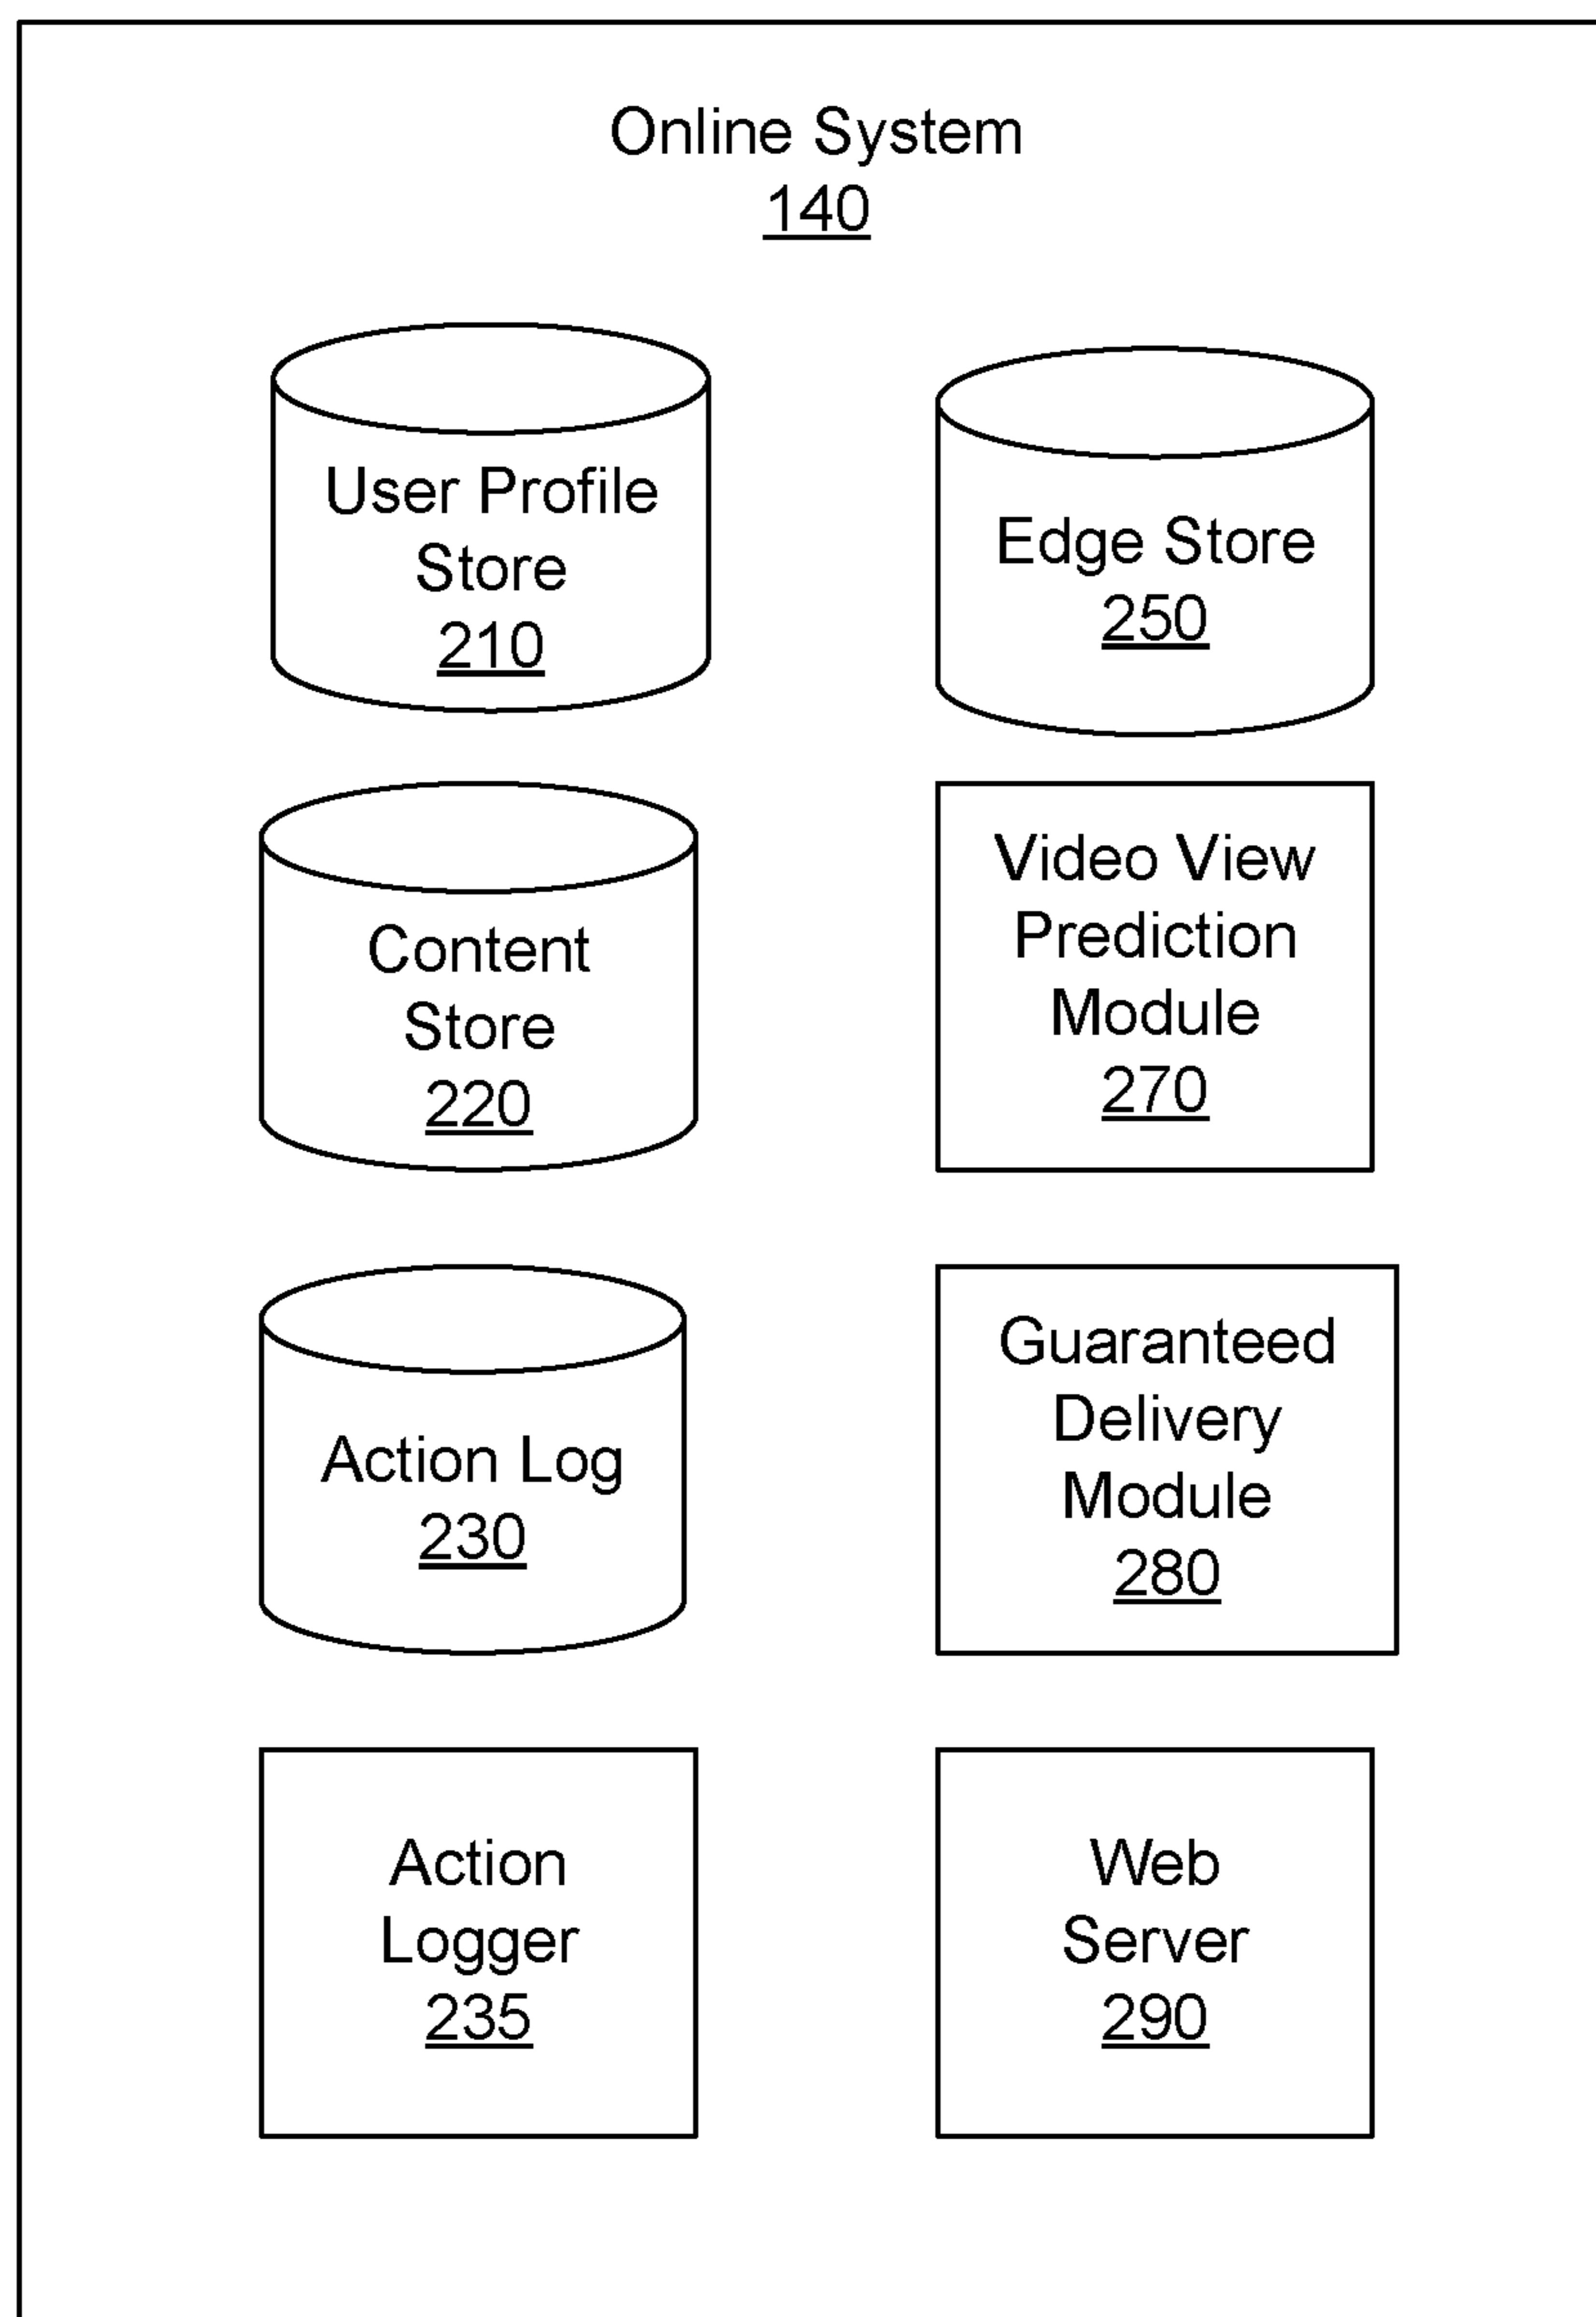 Online System
140
User Profile
Store
210
Edge Store
250
Content
Store
220
Video View
Prediction
Module
270
Action Log
230
Guaranteed
Delivery
Module
280
Action
Logger
235
Web
Server
290